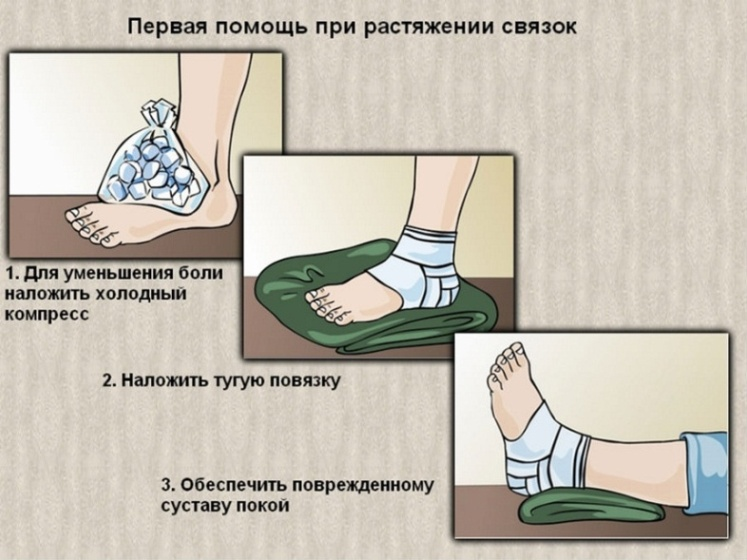 Первая помощь при растяжении связок
1. Для уменьшения боли
наложить холодный
компресс
2. Наложить тугую повязку
3. Обеспечить поврежденному
суставу покой